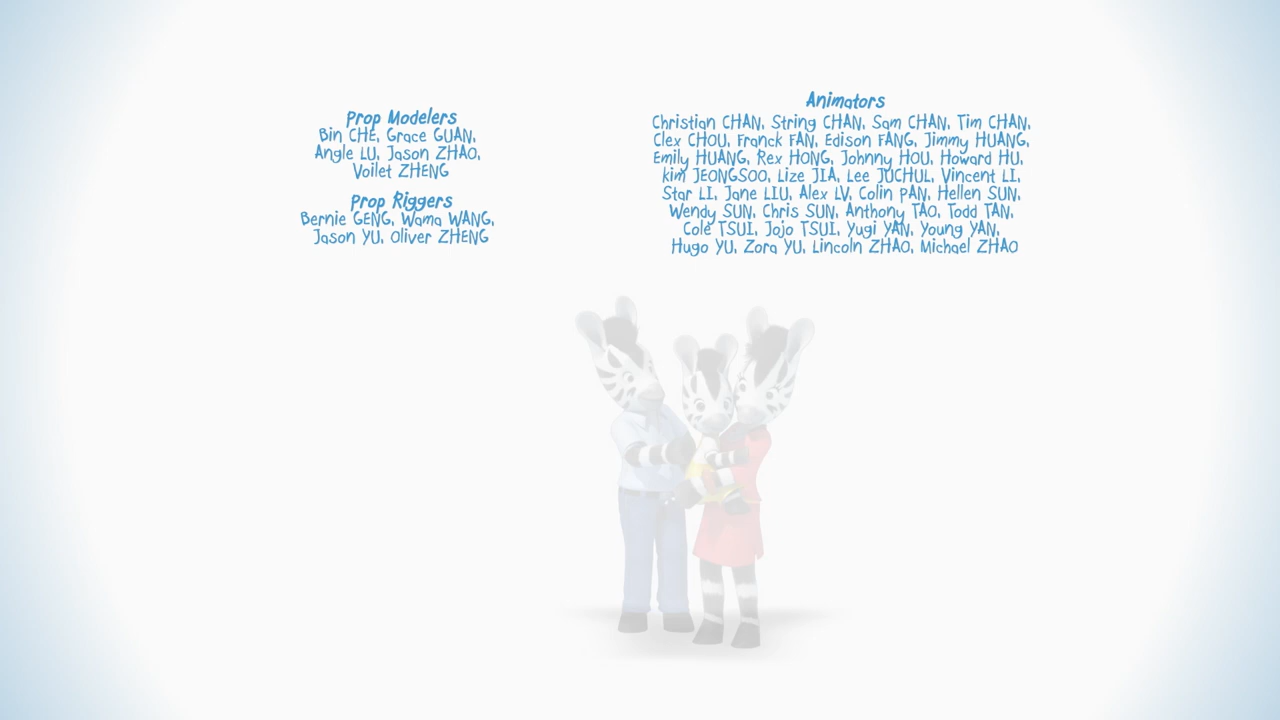 Prop Modelers
Bin CHE, Grace GUAN,
Angle LU, Jason ZHAO,
Voilet ZHENG
Prop Riggers
Bernie GENG, Wama WANG,
Jason YU, Oliver ZHENG
Animators
Christian CHAN, String CHAN, Sam CHAN, Tim CHAN,
Clex CHOU, Franck FAN, Edison FANG, Jimmy HUANG,
Emily HUANG, Rex HONG, Johnny HOU, Howard HU,
kim JEONGSOO, Lize JIA, Lee JUCHUL, Vincent LI,
Star LI, Jane LIU, Alex LV, Colin PAN, Hellen SUN,
Wendy SUN, Chris SUN, Anthony TAO, Todd TAN,
Cole TSUI, Jojo TSUI, Yugi YAN, Young YAN,
Hugo YU, Zora YU, Lincoln ZHAO, Michael ZHAO